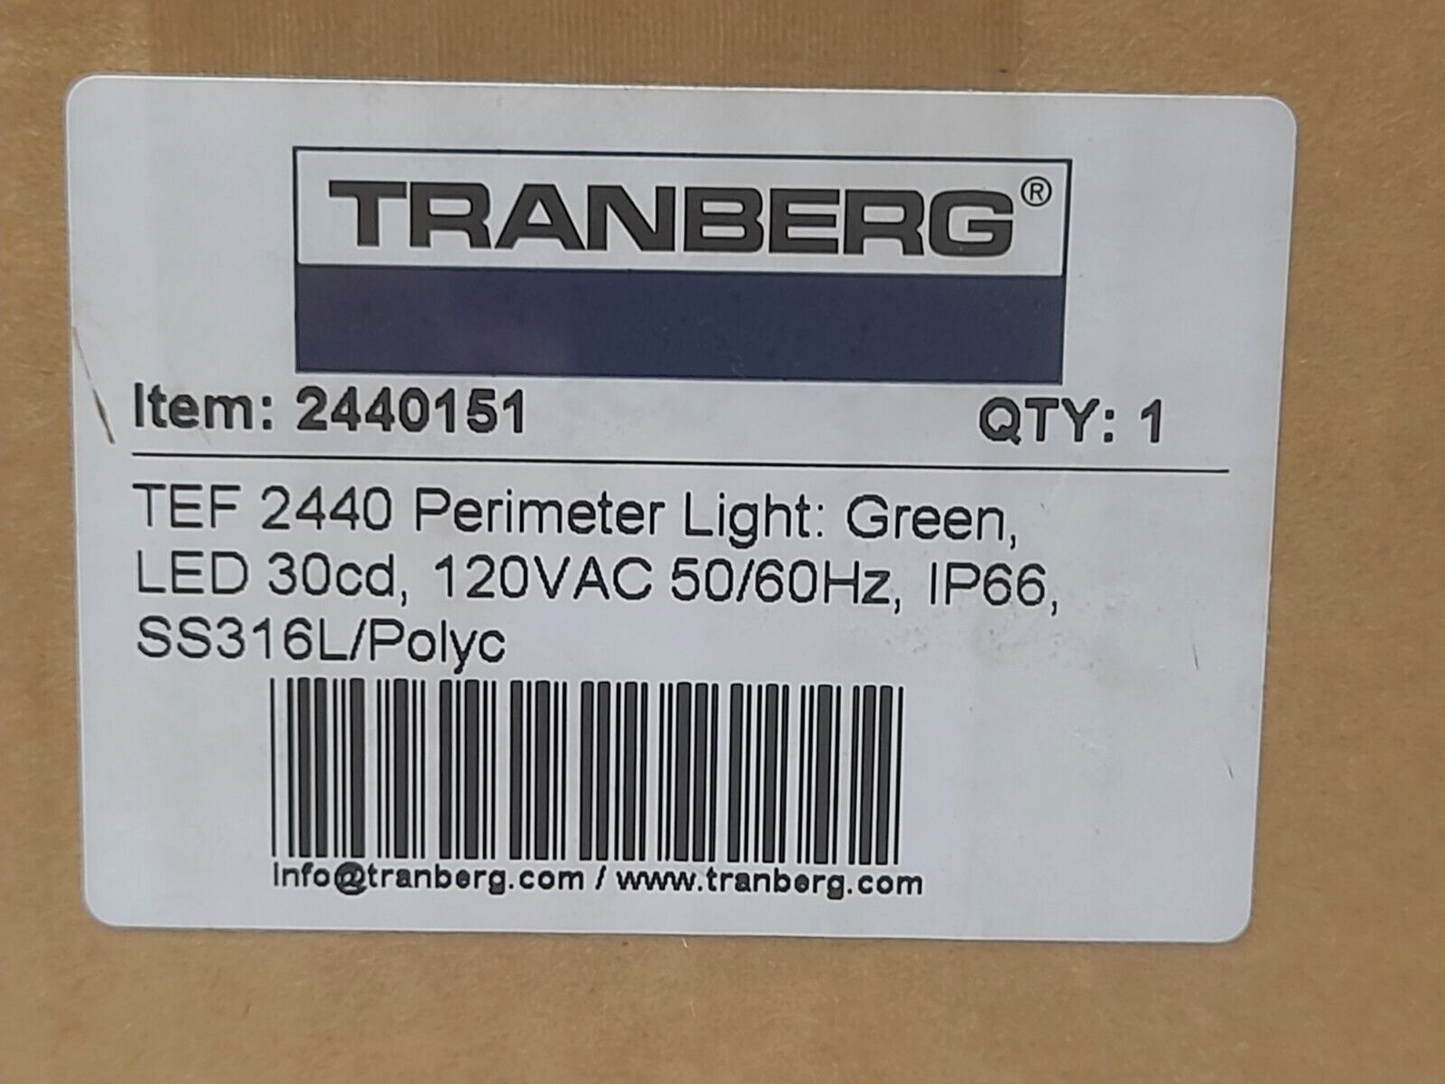 TRANBERG®
Item: 2440151 QTY: 1
TEF 2440 Perimeter Light: Green,
LED 30cd, 120VAC 50/60Hz, IP66,
SS316L/Polyc
info@tranberg.com / www.tranberg.com